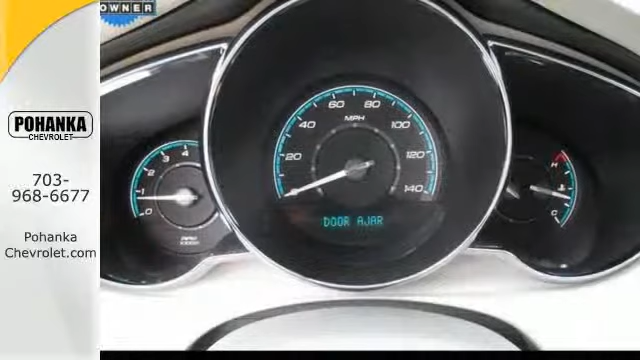 OWNER
POHANKA
CHEVROLET
703-
968-6677
Pohanka
Chevrolet.com
0 1 2 3 4
0 20 40 60 80 100 120 140
MPH
DOOR AJAR
H
C